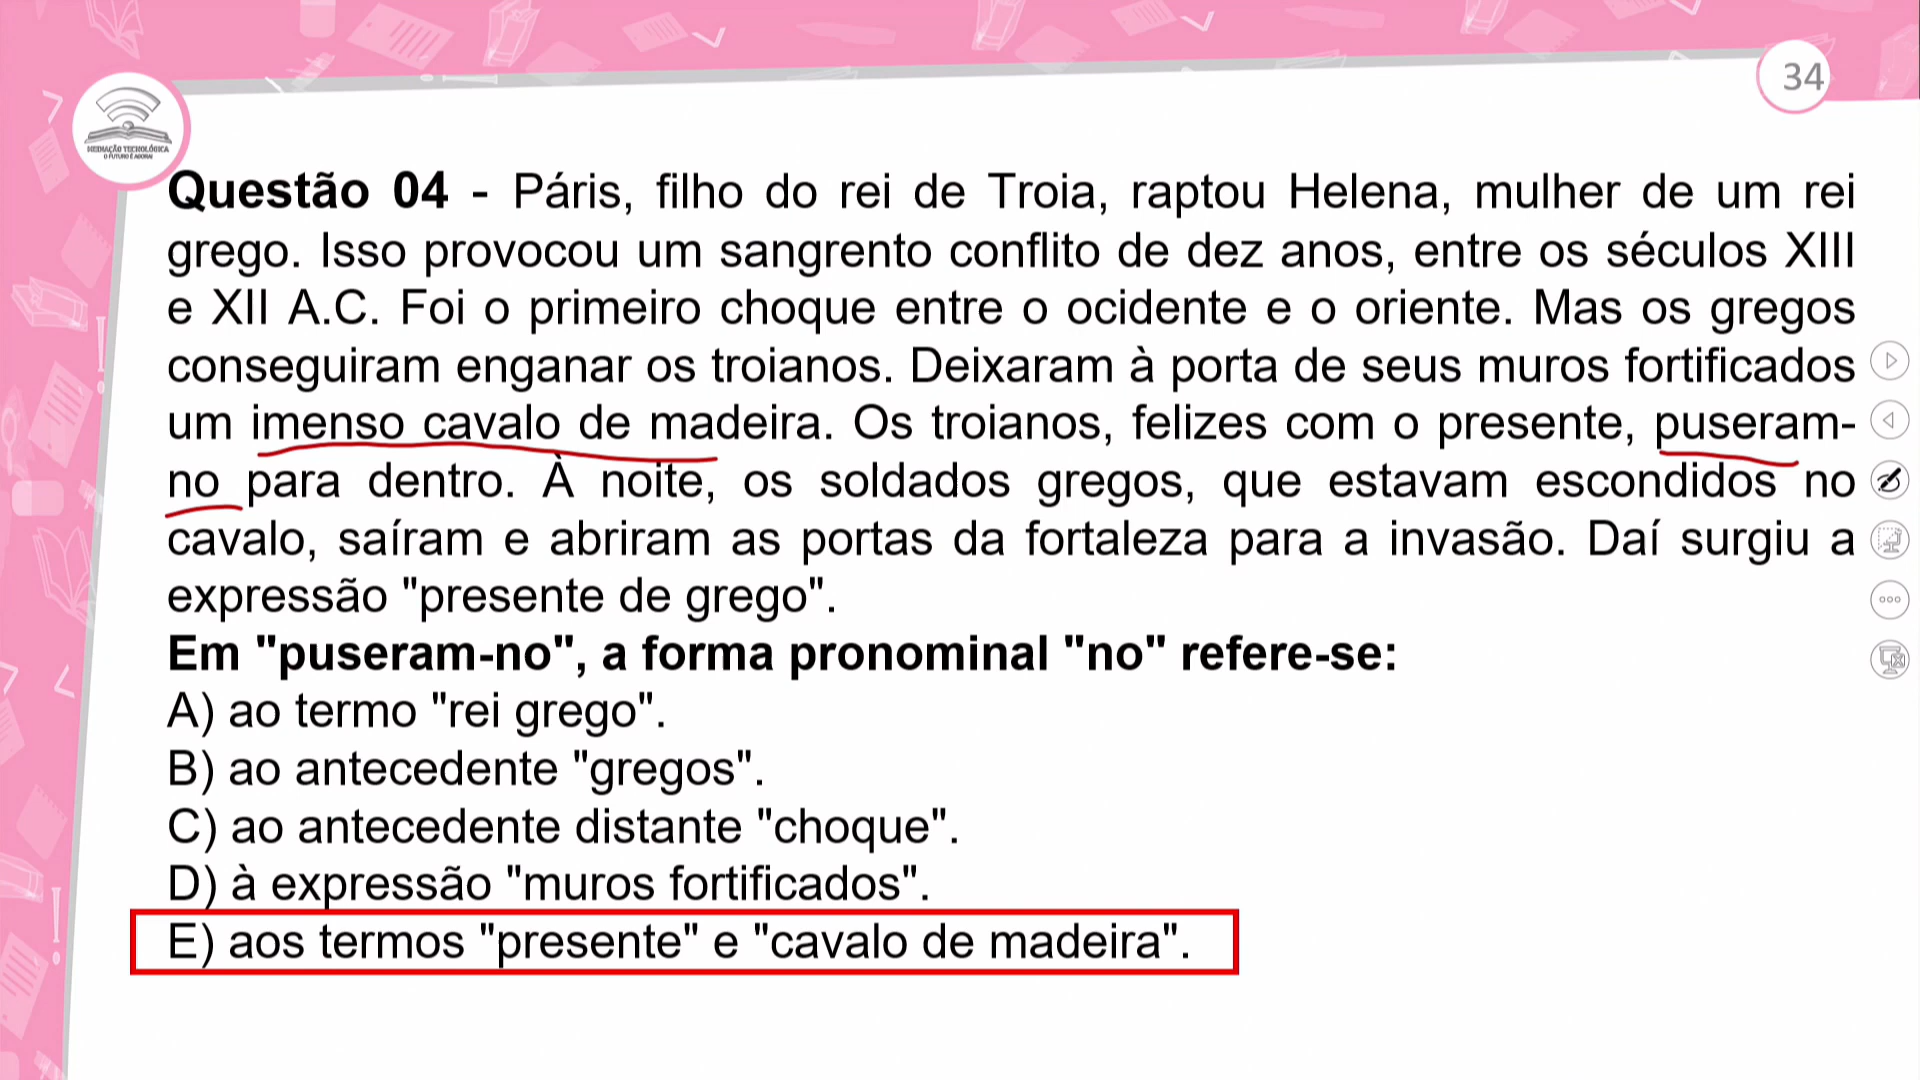 34
MEDIAÇÃO TECNOLÓGICA
O FUTURO É AGORA!
Questão 04 - Páris, filho do rei de Troia, raptou Helena, mulher de um rei
grego. Isso provocou um sangrento conflito de dez anos, entre os séculos XIII
e XII A.C. Foi o primeiro choque entre o ocidente e o oriente. Mas os gregos
conseguiram enganar os troianos. Deixaram à porta de seus muros fortificados
um imenso cavalo de madeira. Os troianos, felizes com o presente, puseram-
no para dentro. À noite, os soldados gregos, que estavam escondidos no
cavalo, saíram e abriram as portas da fortaleza para a invasão. Daí surgiu a
expressão "presente de grego".
Em "puseram-no", a forma pronominal "no" refere-se:
A) ao termo "rei grego".
B) ao antecedente "gregos".
C) ao antecedente distante "choque".
D) à expressão "muros fortificados".
E) aos termos "presente" e "cavalo de madeira".